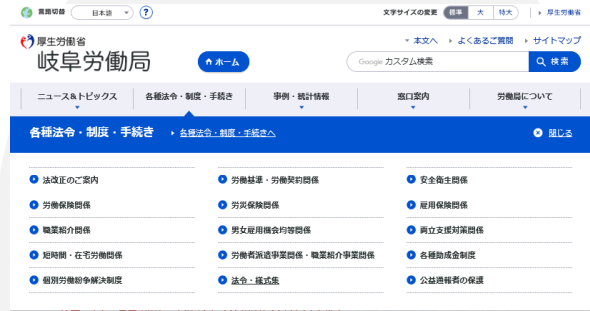 言語切替 日本語 ?
文字サイズの変更 標準 大 特大 厚生労働省
厚生労働省
岐阜労働局
ホーム
本文へ よくあるご質問 サイトマップ
Google カスタム検索 検索
ニュース&トピックス 各種法令・制度・手続き 事例・統計情報 窓口案内 労働局について
各種法令・制度・手続き 各種法令・制度・手続きへ 閉じる
法改正のご案内 労働基準・労働契約関係 安全衛生関係
労働保険関係 労災保険関係 雇用保険関係
職業紹介関係 男女雇用機会均等関係 両立支援対策関係
短時間・在宅労働関係 労働者派遣事業関係・職業紹介事業関係 各種助成金制度
個別労働紛争解決制度 法令・様式集 公益通報者の保護